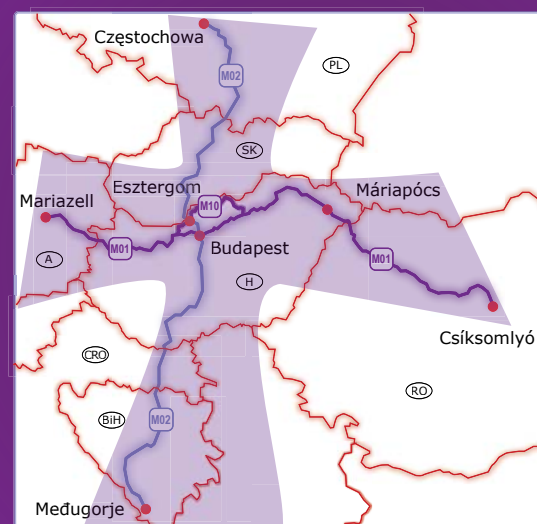 Częstochowa
PL
M02
SK
Esztergom
Máriapócs
Mariazell
M10
Budapest
M01
A
M01
H
Csíksomlyó
CRO
RO
BiH
M02
Međugorje